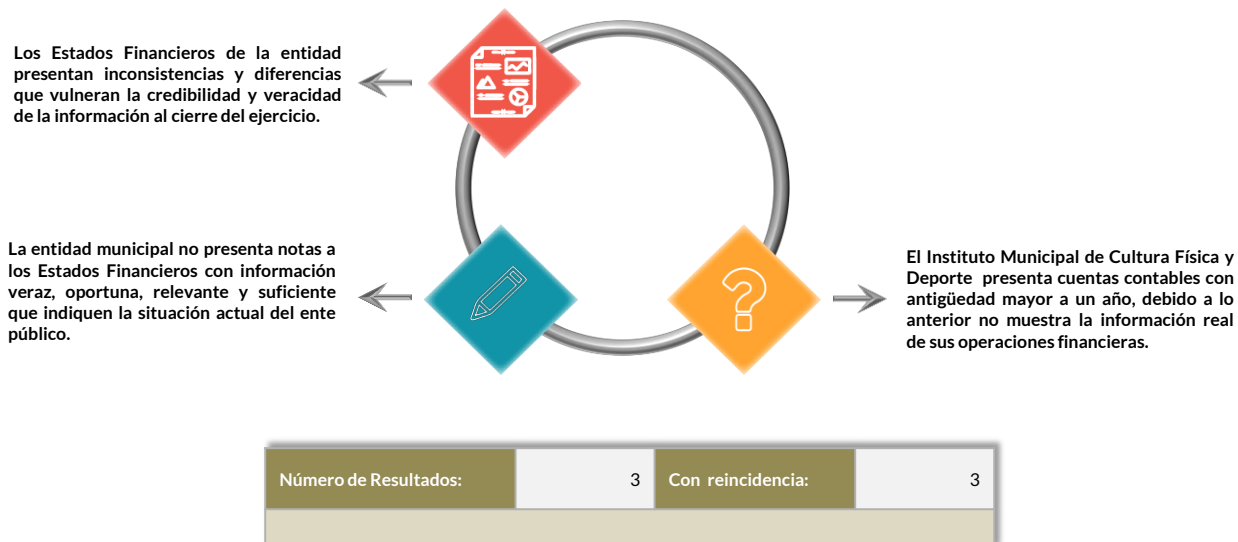 Los Estados Financieros de la entidad
presentan inconsistencias y diferencias
que vulneran la credibilidad y veracidad
de la información al cierre del ejercicio.
La entidad municipal no presenta notas a
los Estados Financieros con información
veraz, oportuna, relevante y suficiente
que indiquen la situación actual del ente
público.
El Instituto Municipal de Cultura Física y
Deporte presenta cuentas contables con
antigüedad mayor a un año, debido a lo
anterior no muestra la información real
de sus operaciones financieras.
Número de Resultados: 3 Con reincidencia: 3